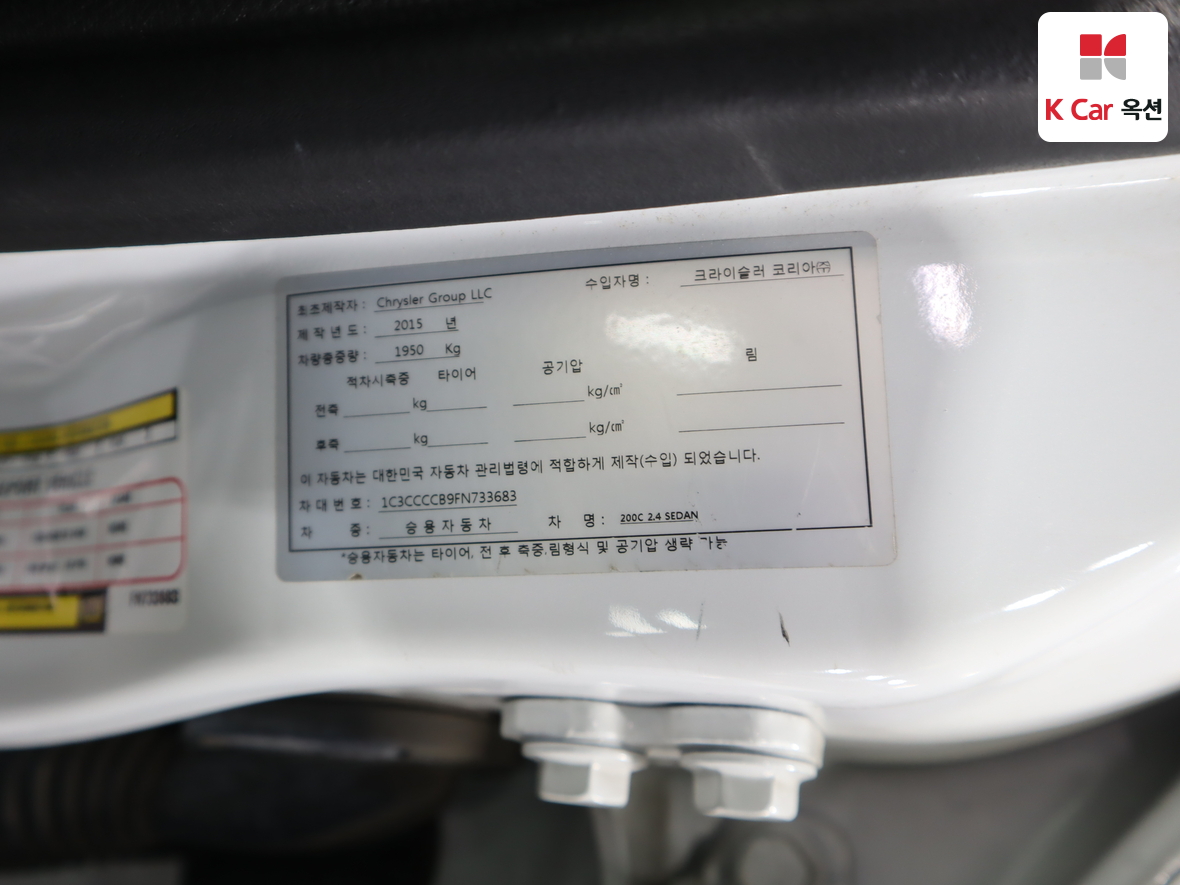 K Car 옥션
최초제작자 : Chrysler Group LLC 수입자명 : 크라이슬러 코리아㈜
제 작 년 도 : 2015 년
차량총중량 : 1950 Kg
적차시축중 타이어 공기압 림
전축 kg kg/㎠
후축 kg kg/㎠
이 자동차는 대한민국 자동차 관리법령에 적합하게 제작(수입) 되었습니다.
차 대 번 호 : 1C3CCCCB9FN733683
차 종 : 승 용 자 동 차 차 명 : 200C 2.4 SEDAN
*승용자동차는 타이어, 전 후 축중,림형식 및 공기압 생략 가능
FN733683